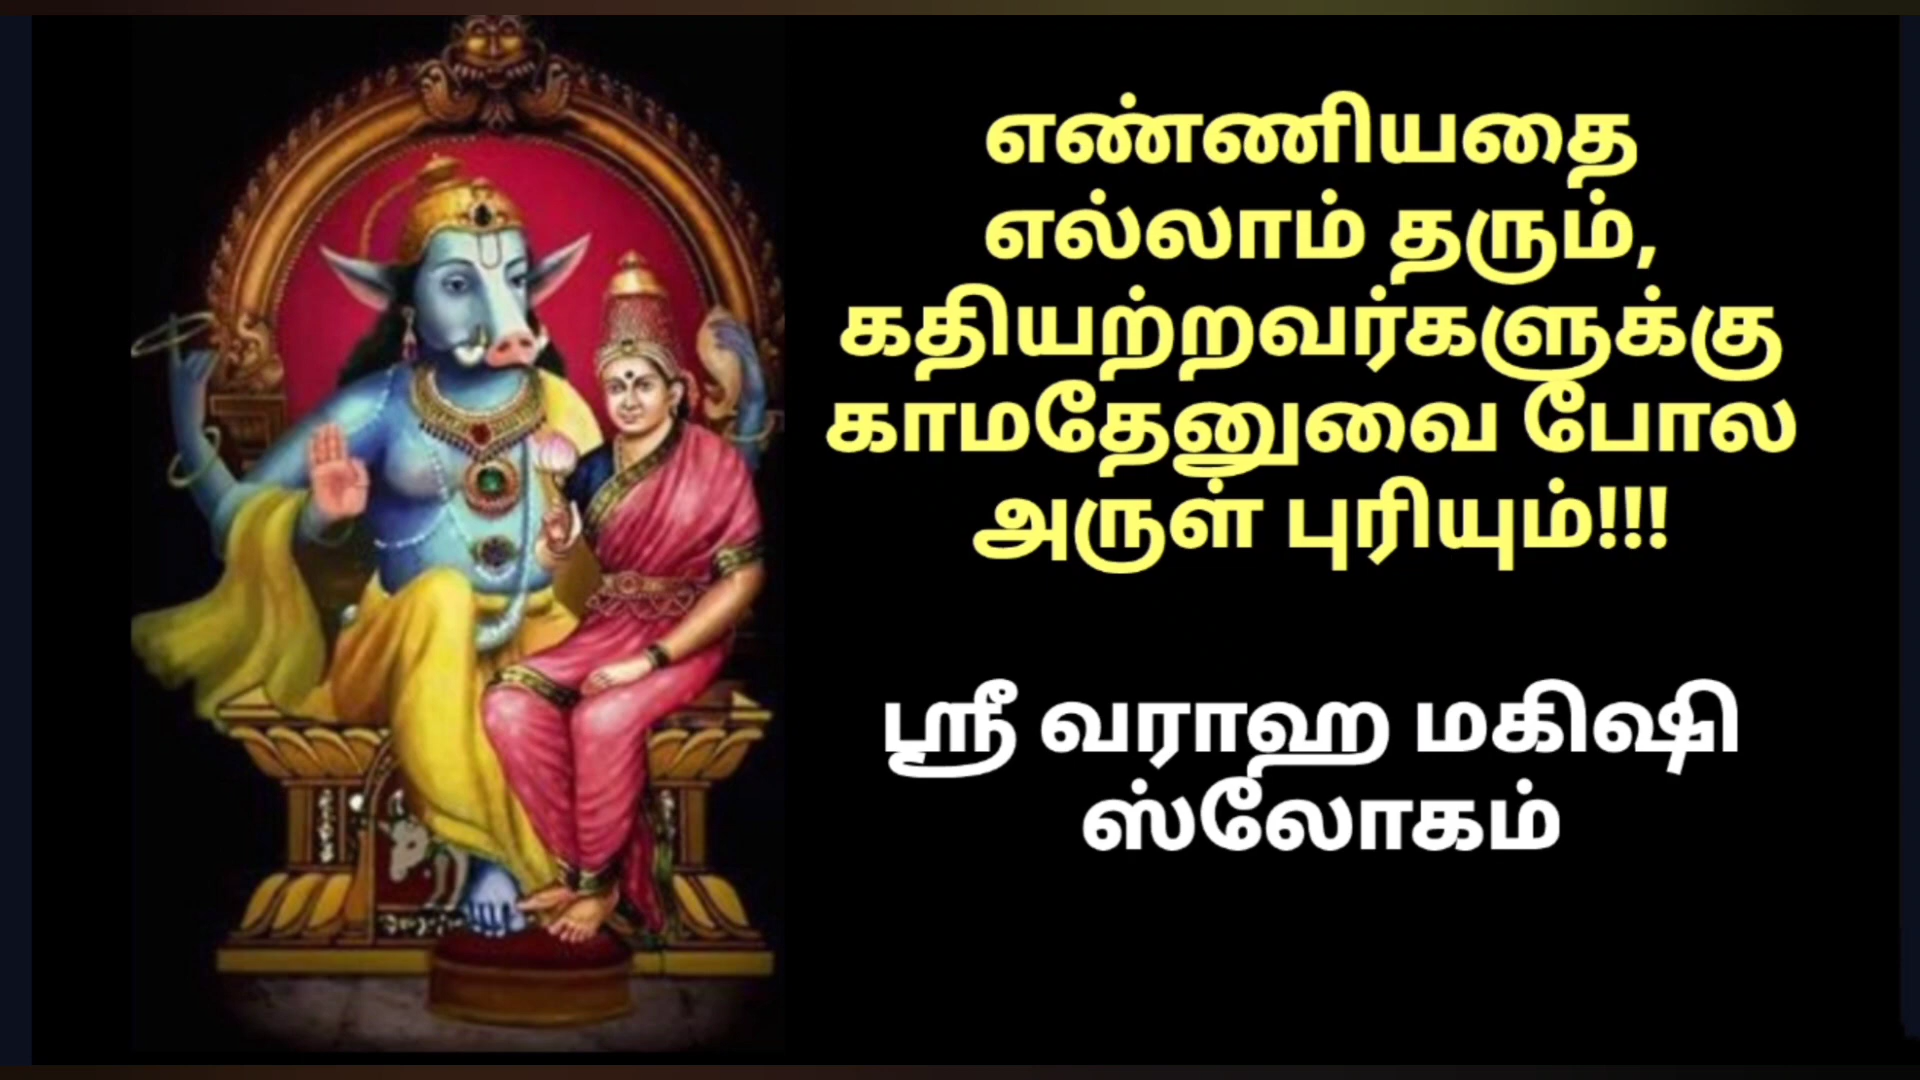 எண்ணியதை
எல்லாம் தரும்,
கதியற்றவர்களுக்கு
காமதேனுவை போல
அருள் புரியும்!!!
ஸ்ரீ வராஹ மகிஷி
ஸ்லோகம்